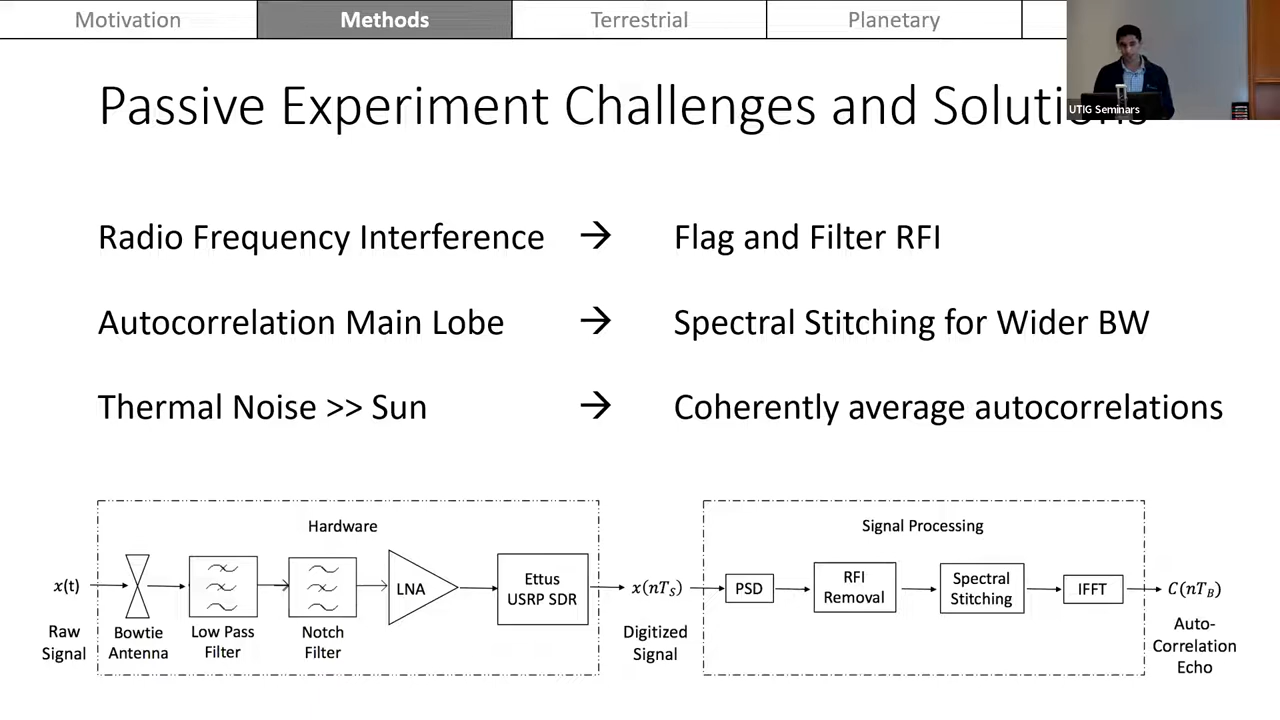 Motivation Methods Terrestrial Planetary
UTIG Seminars
Passive Experiment Challenges and Solutions
Radio Frequency Interference → Flag and Filter RFI
Autocorrelation Main Lobe → Spectral Stitching for Wider BW
Thermal Noise >> Sun → Coherently average autocorrelations
Hardware
x(t)
Raw
Signal
Bowtie
Antenna
Low Pass
Filter
Notch
Filter
LNA
Ettus
USRP SDR
x(nT_S)
Digitized
Signal
Signal Processing
PSD
RFI
Removal
Spectral
Stitching
IFFT
C(nT_B)
Auto-
Correlation
Echo